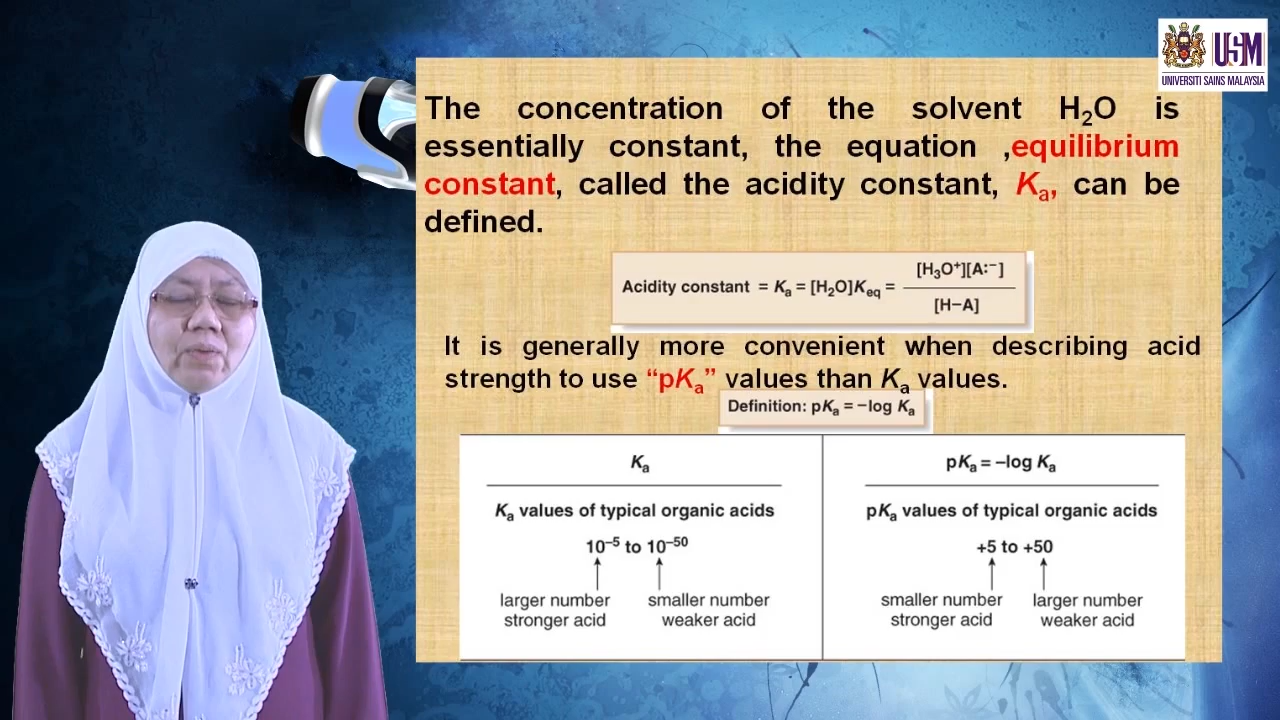 USM
UNIVERSITI SAINS MALAYSIA
The concentration of the solvent H₂O is
essentially constant, the equation ,equilibrium
constant, called the acidity constant, Kₐ, can be
defined.
Acidity constant = Kₐ = [H₂O]Keq = [H₃O⁺][A:⁻]
[H–A]
It is generally more convenient when describing acid
strength to use “pKₐ” values than Kₐ values.
Definition: pKₐ = –log Kₐ
Kₐ
Kₐ values of typical organic acids
10⁻⁵ to 10⁻⁵⁰
larger number smaller number
stronger acid weaker acid
pKₐ = –log Kₐ
pKₐ values of typical organic acids
+5 to +50
smaller number larger number
stronger acid weaker acid